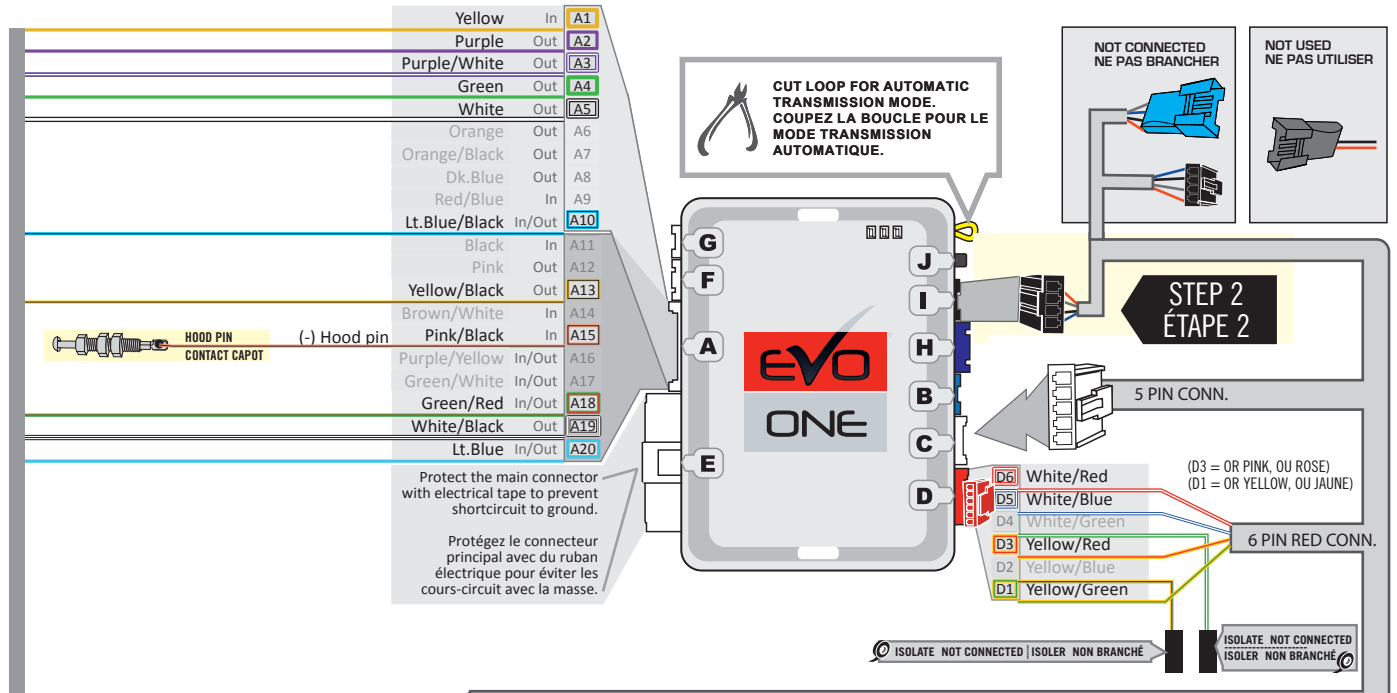 Yellow In A1
Purple Out A2
Purple/White Out A3
Green Out A4
White Out A5
Orange Out A6
Orange/Black Out A7
Dk.Blue Out A8
Red/Blue In A9
Lt.Blue/Black In/Out A10
Black In A11
Pink Out A12
Yellow/Black Out A13
Brown/White In A14
HOOD PIN
CONTACT CAPOT
(-) Hood pin Pink/Black In A15
Purple/Yellow In/Out A16
Green/White In/Out A17
Green/Red In/Out A18
White/Black Out A19
Lt.Blue In/Out A20
Protect the main connector
with electrical tape to prevent
shortcircuit to ground.
Protégez le connecteur
principal avec du ruban
électrique pour éviter les
cours-circuit avec la masse.
CUT LOOP FOR AUTOMATIC
TRANSMISSION MODE.
COUPEZ LA BOUCLE POUR LE
MODE TRANSMISSION
AUTOMATIQUE.
G
F
A
E
J
I
H
B
C
D
EVO
ONE
NOT CONNECTED
NE PAS BRANCHER
NOT USED
NE PAS UTILISER
STEP 2
ÉTAPE 2
5 PIN CONN.
D6 White/Red
D5 White/Blue
D4 White/Green
D3 Yellow/Red
D2 Yellow/Blue
D1 Yellow/Green
(D3 = OR PINK, OU ROSE)
(D1 = OR YELLOW, OU JAUNE)
6 PIN RED CONN.
ISOLATE NOT CONNECTED ISOLER NON BRANCHÉ
ISOLATE NOT CONNECTED
ISOLER NON BRANCHÉ